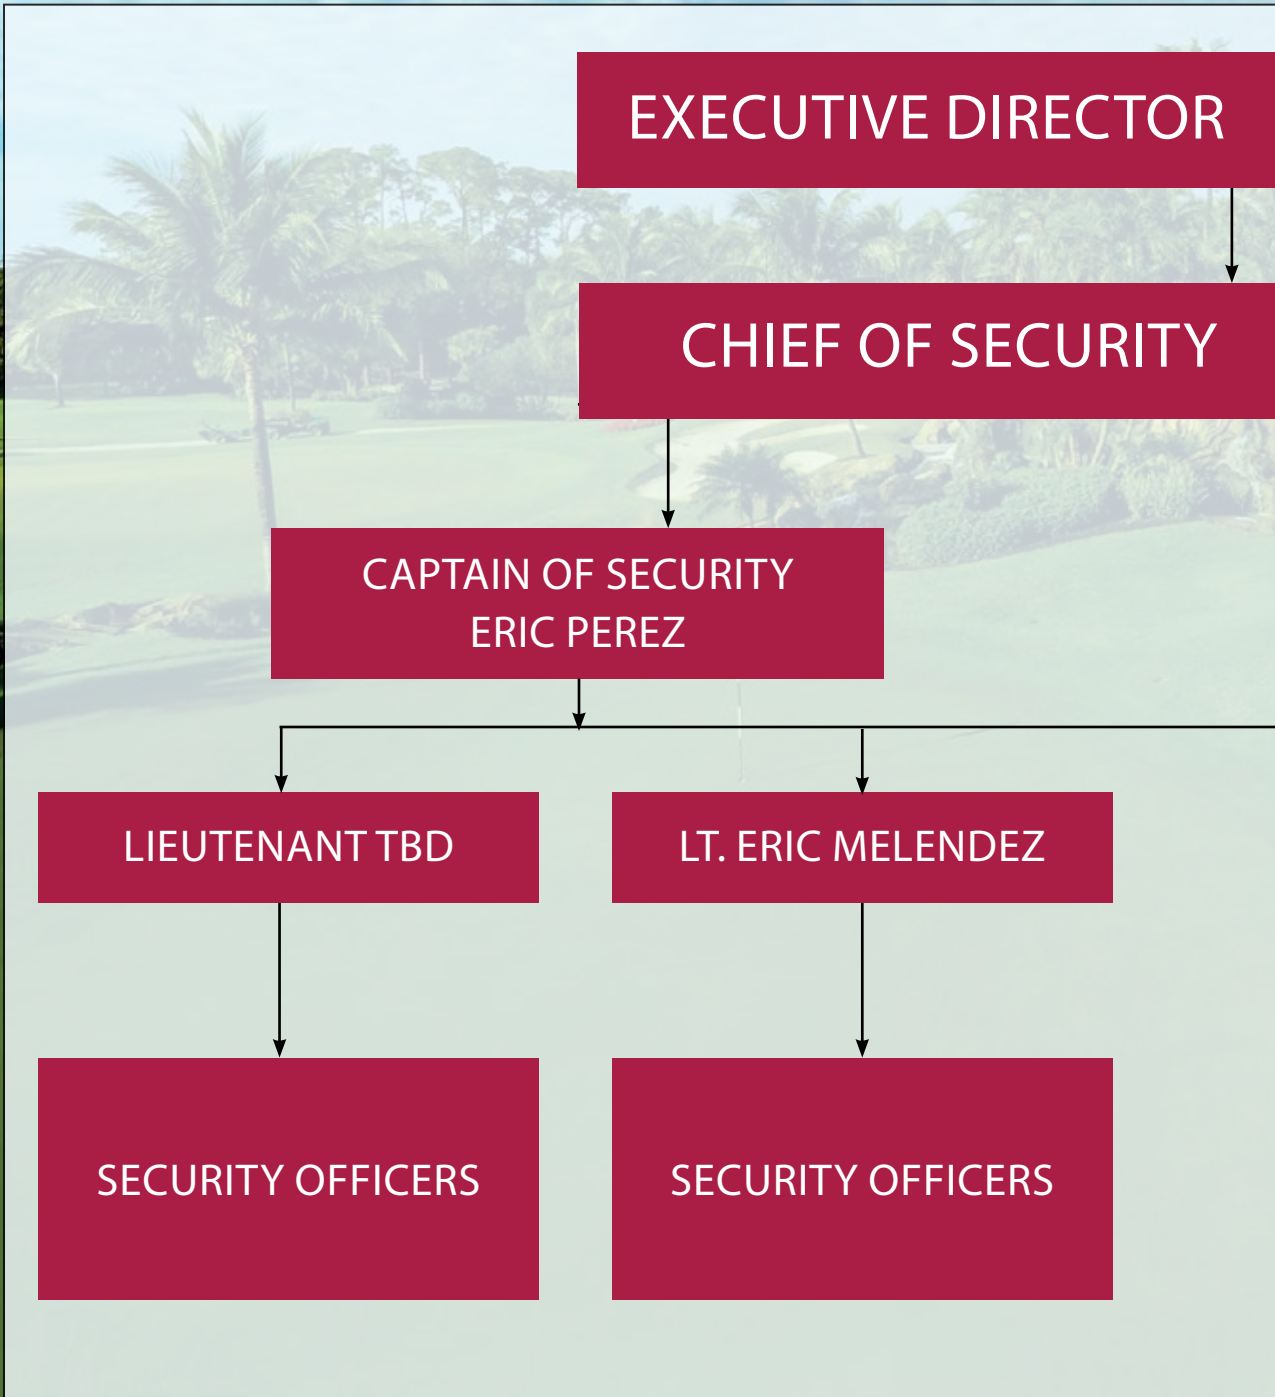 EXECUTIVE DIRECTOR
CHIEF OF SECURITY
CAPTAIN OF SECURITY
ERIC PEREZ
LIEUTENANT TBD
LT. ERIC MELENDEZ
SECURITY OFFICERS
SECURITY OFFICERS